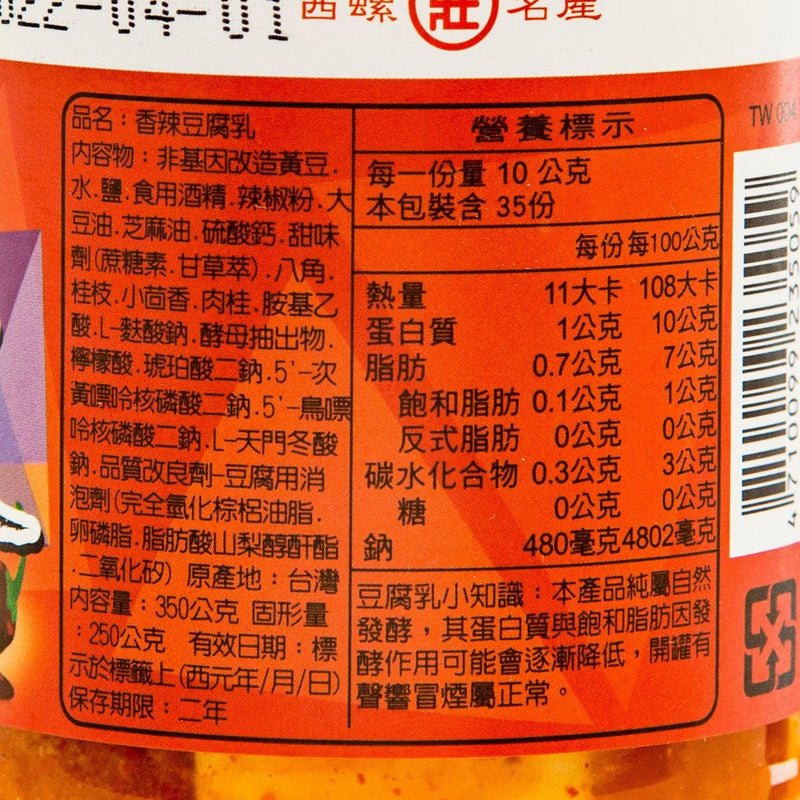 022-04-01
西螺 莊 名產
品名：香辣豆腐乳
內容物：非基因改造黃豆.
水.鹽.食用酒精.辣椒粉.大
豆油.芝麻油.硫酸鈣.甜味
劑(蔗糖素.甘草萃).八角.
桂枝.小茴香.肉桂.胺基乙
酸.L-麩酸鈉.酵母抽出物.
檸檬酸.琥珀酸二鈉.5'-次
黃嘌呤核磷酸二鈉.5'-鳥嘌
呤核磷酸二鈉.L-天門冬酸
鈉.品質改良劑-豆腐用消
泡劑(完全氫化棕櫚油脂.
卵磷脂.脂肪酸山梨醇酐酯
.二氧化矽) 原產地：台灣
內容量：350公克 固形量
：250公克 有效日期：標
示於標籤上(西元年/月/日)
保存期限：二年
營養標示
每一份量 10 公克
本包裝含 35份
每份 每100公克
熱量 11大卡 108大卡
蛋白質 1公克 10公克
脂肪 0.7公克 7公克
飽和脂肪 0.1公克 1公克
反式脂肪 0公克 0公克
碳水化合物 0.3公克 3公克
糖 0公克 0公克
鈉 480毫克 4802毫克
豆腐乳小知識：本產品純屬自然
發酵，其蛋白質與飽和脂肪因發
酵作用可能會逐漸降低，開罐有
聲響冒煙屬正常。
TW 004
4710099235059